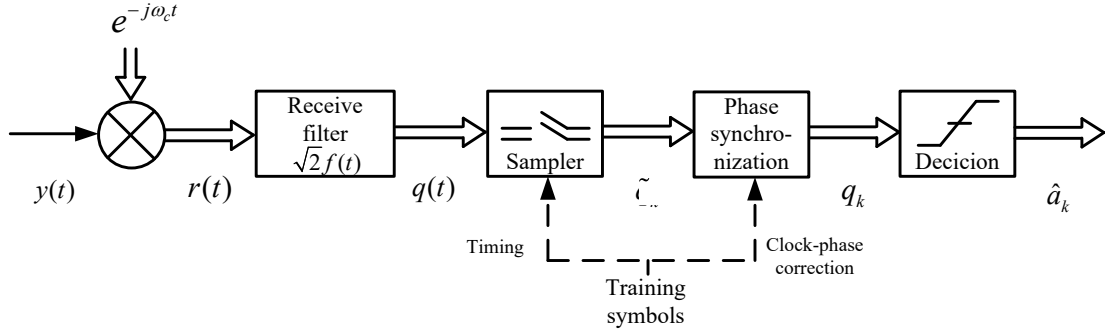 e^{-jω_c t}
Receive
filter
√2 f(t)
Sampler
Phase
synchro-
nization
Decicion
y(t)
r(t)
q(t)
q_k
â_k
Timing
Clock-phase
correction
Training
symbols